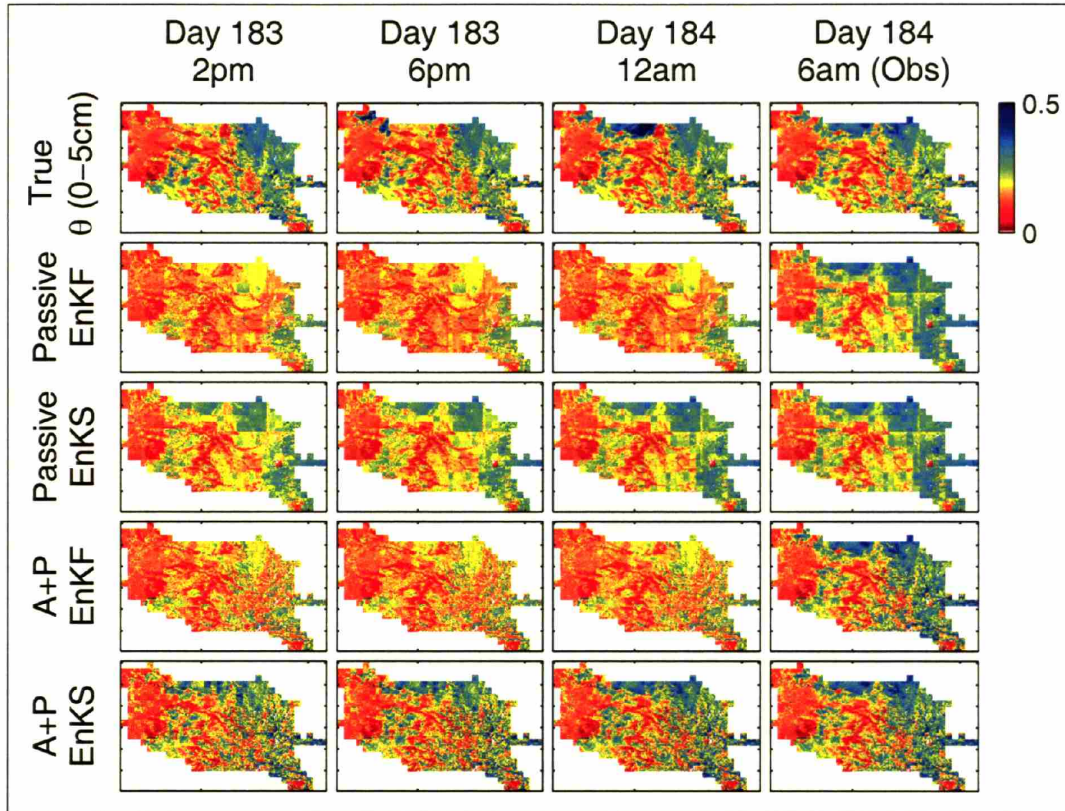 Day 183
2pm
Day 183
6pm
Day 184
12am
Day 184
6am (Obs)
True
θ (0–5cm)
0.5
0
Passive
EnKF
Passive
EnKS
A+P
EnKF
A+P
EnKS